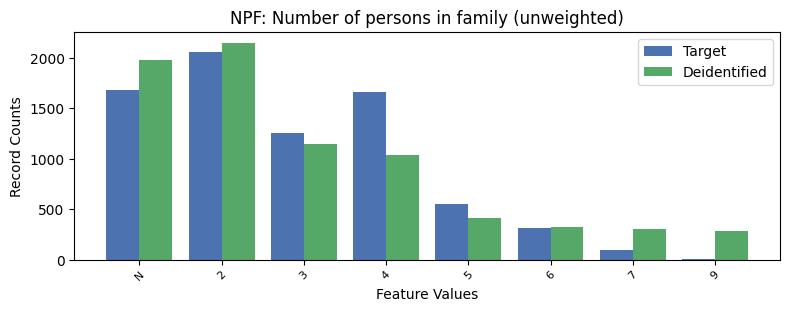 NPF: Number of persons in family (unweighted)
Target
Deidentified
Record Counts
2000
1500
1000
500
0
N 2 3 4 5 6 7 9
Feature Values